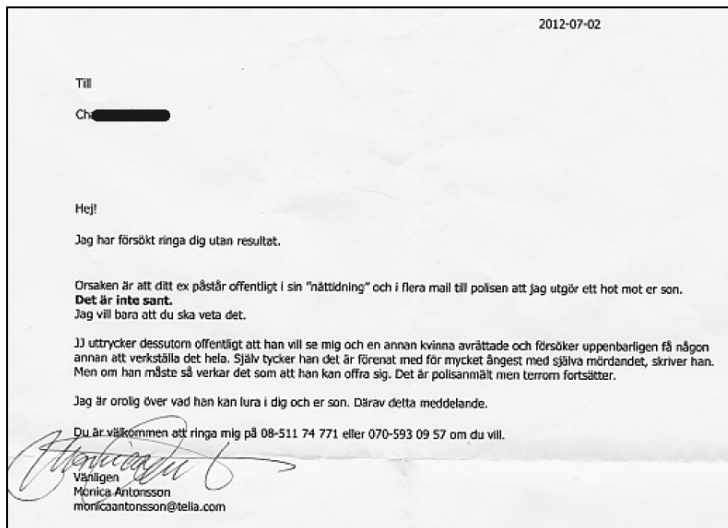 2012-07-02
Till
Cha
Hej!
Jag har försökt ringa dig utan resultat.
Orsaken är att ditt ex påstår offentligt i sin "nättidning" och i flera mail till polisen att jag utgör ett hot mot er son.
Det är inte sant.
Jag vill bara att du ska veta det.
JJ uttrycker dessutom offentligt att han vill se mig och en annan kvinna avrättade och försöker uppenbarligen få någon
annan att verkställa det hela. Själv tycker han det är förenat med för mycket ångest med själva mördandet, skriver han.
Men om han måste så verkar det som att han kan offra sig. Det är polisanmält men terrorn fortsätter.
Jag är orolig över vad han kan lura i dig och er son. Därav detta meddelande.
Du är välkommen att ringa mig på 08-511 74 771 eller 070-593 09 57 om du vill.
Vänligen
Monica Antonsson
monicaantonsson@telia.com